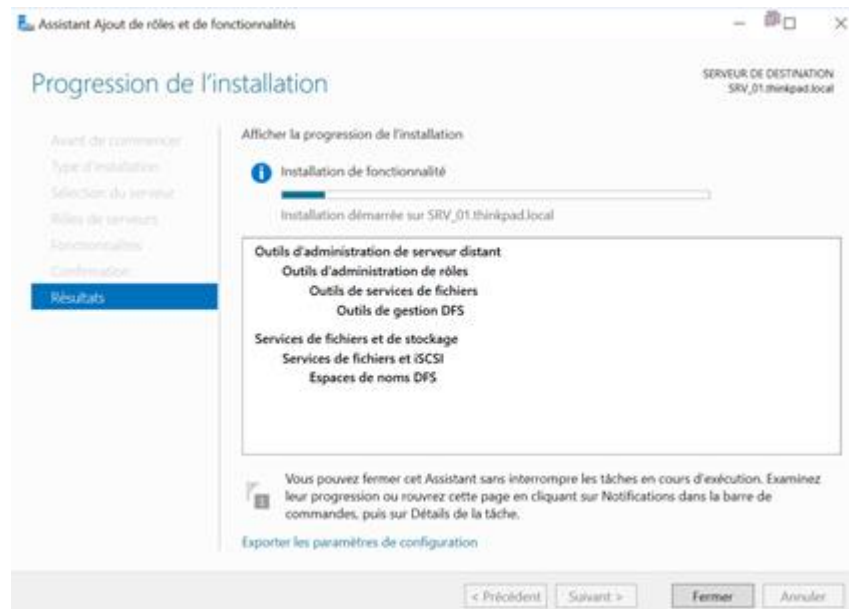 Assistant Ajout de rôles et de fonctionnalités
Progression de l'installation
SERVEUR DE DESTINATION
SRV_01.thinkpad.local
Avant de commencer
Type d'installation
Sélection du serveur
Rôles de serveurs
Fonctionnalités
Confirmation
Résultats
Afficher la progression de l'installation
Installation de fonctionnalité
Installation démarrée sur SRV_01.thinkpad.local
Outils d'administration de serveur distant
Outils d'administration de rôles
Outils de services de fichiers
Outils de gestion DFS
Services de fichiers et de stockage
Services de fichiers et iSCSI
Espaces de noms DFS
Vous pouvez fermer cet Assistant sans interrompre les tâches en cours d'exécution. Examinez
leur progression ou rouvrez cette page en cliquant sur Notifications dans la barre de
commandes, puis sur Détails de la tâche.
Exporter les paramètres de configuration
< Précédent
Suivant >
Fermer
Annuler